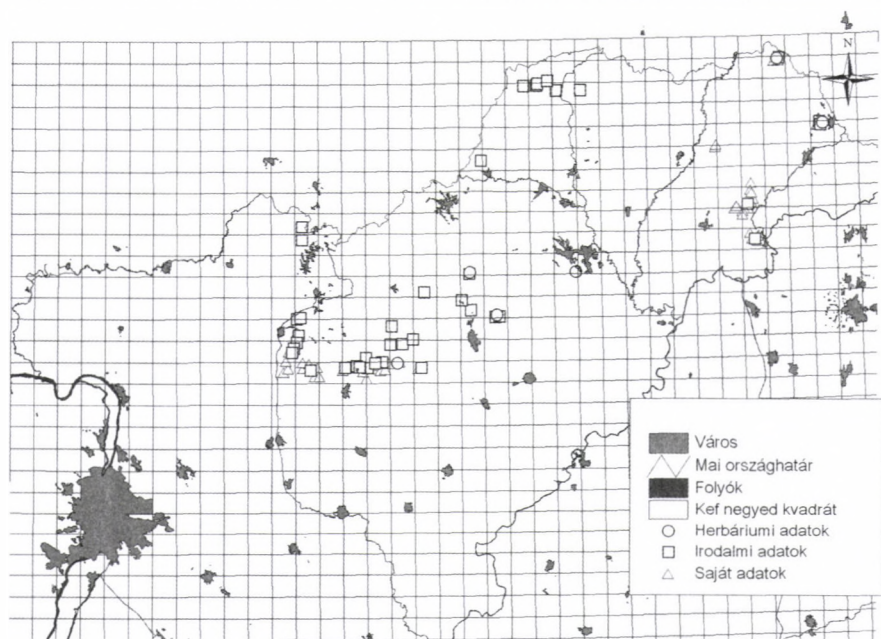 N
Város
Mai országhatár
Folyók
Kef negyed kvadrát
Herbáriumi adatok
Irodalmi adatok
Saját adatok